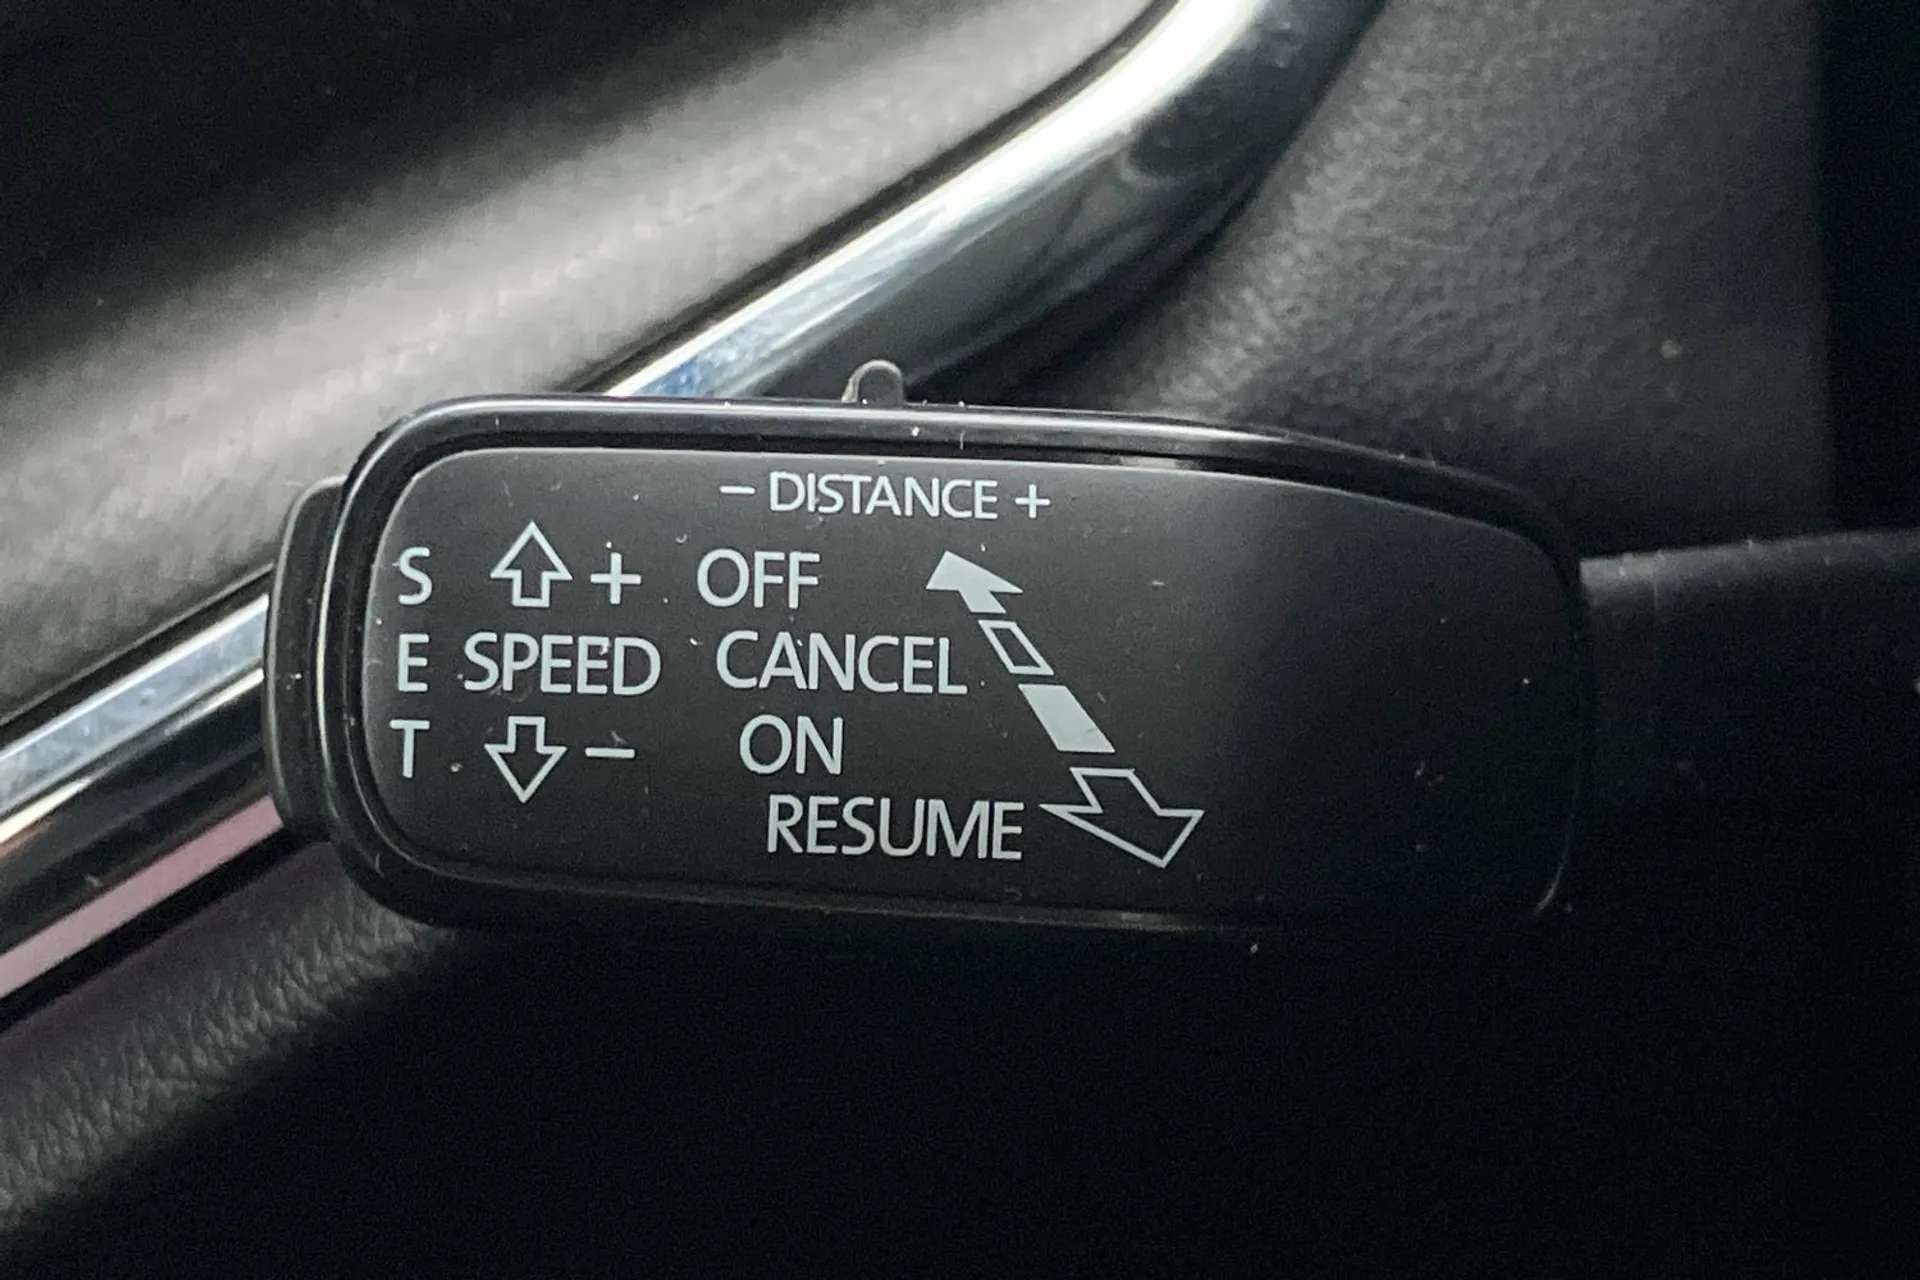 − DISTANCE +
S + OFF
E SPEED CANCEL
T − ON
RESUME